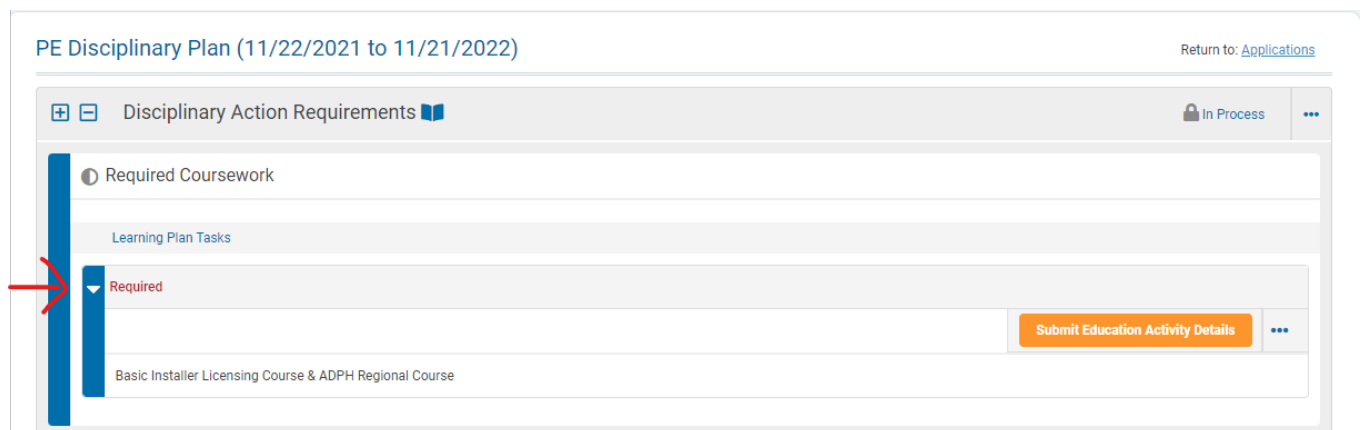 PE Disciplinary Plan (11/22/2021 to 11/21/2022)
Return to: Applications
Disciplinary Action Requirements
In Process
Required Coursework
Learning Plan Tasks
Required
Submit Education Activity Details
Basic Installer Licensing Course & ADPH Regional Course